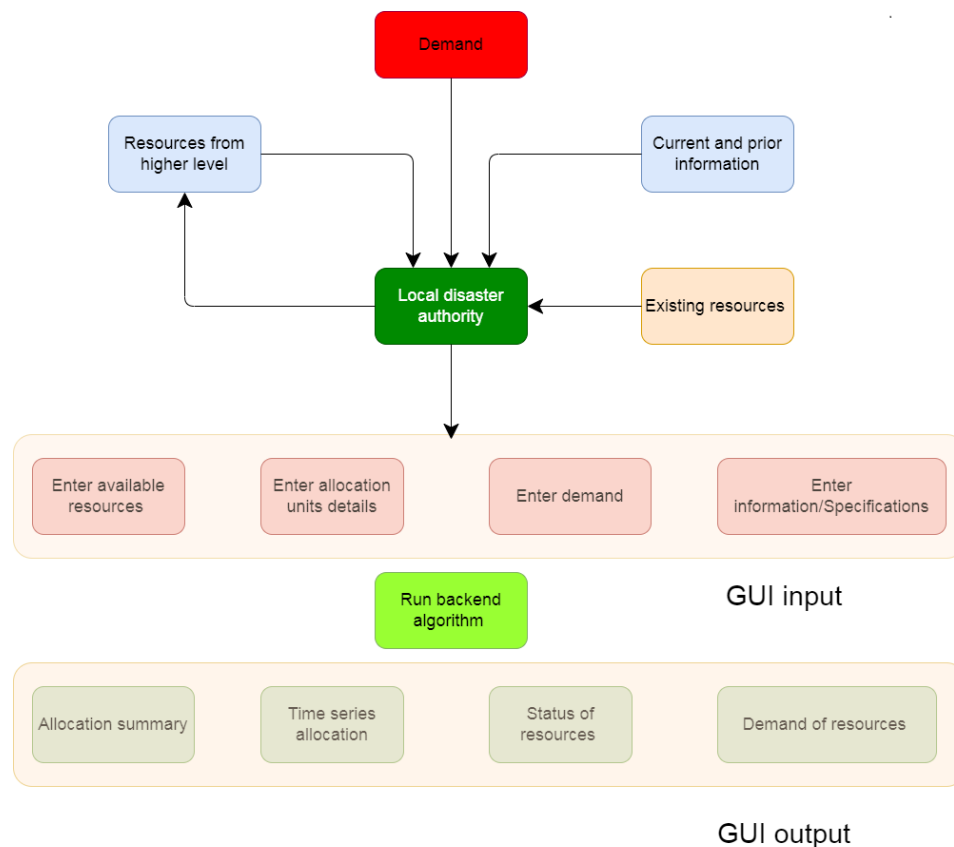 Demand
Resources from
higher level
Current and prior
information
Local disaster
authority
Existing resources
Enter available
resources
Enter allocation
units details
Enter demand
Enter
information/Specifications
GUI input
Run backend
algorithm
Allocation summary
Time series
allocation
Status of
resources
Demand of resources
GUI output